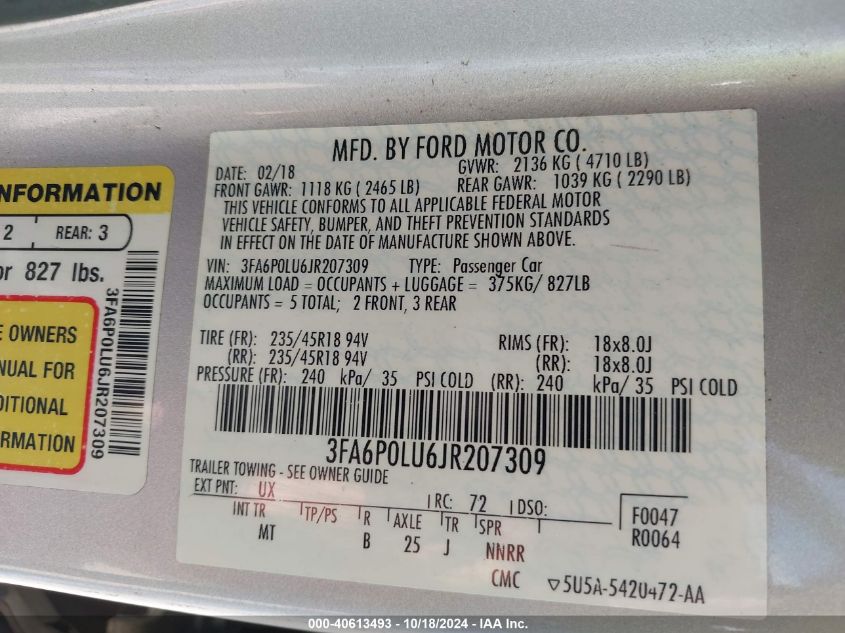 NFORMATION
2 REAR: 3
or 827 lbs.
E OWNERS
NUAL FOR
DITIONAL
ORMATION
3FA6P0LU6JR207309
MFD. BY FORD MOTOR CO.
DATE: 02/18 GVWR: 2136 KG ( 4710 LB)
FRONT GAWR: 1118 KG ( 2465 LB) REAR GAWR: 1039 KG ( 2290 LB)
THIS VEHICLE CONFORMS TO ALL APPLICABLE FEDERAL MOTOR
VEHICLE SAFETY, BUMPER, AND THEFT PREVENTION STANDARDS
IN EFFECT ON THE DATE OF MANUFACTURE SHOWN ABOVE.
VIN: 3FA6P0LU6JR207309 TYPE: Passenger Car
MAXIMUM LOAD = OCCUPANTS + LUGGAGE = 375KG/ 827LB
OCCUPANTS = 5 TOTAL; 2 FRONT, 3 REAR
TIRE (FR): 235/45R18 94V RIMS (FR): 18x8.0J
(RR): 235/45R18 94V (RR): 18x8.0J
PRESSURE (FR): 240 kPa/ 35 PSI COLD (RR): 240 kPa/ 35 PSI COLD
3FA6P0LU6JR207309
TRAILER TOWING - SEE OWNER GUIDE
EXT PNT: UX RC: 72 DSO: F0047
INT TR TP/PS R AXLE TR SPR R0064
MT B 25 J NNRR
CMC ▽5U5A-5420472-AA
000-40613493 - 10/18/2024 - IAA Inc.